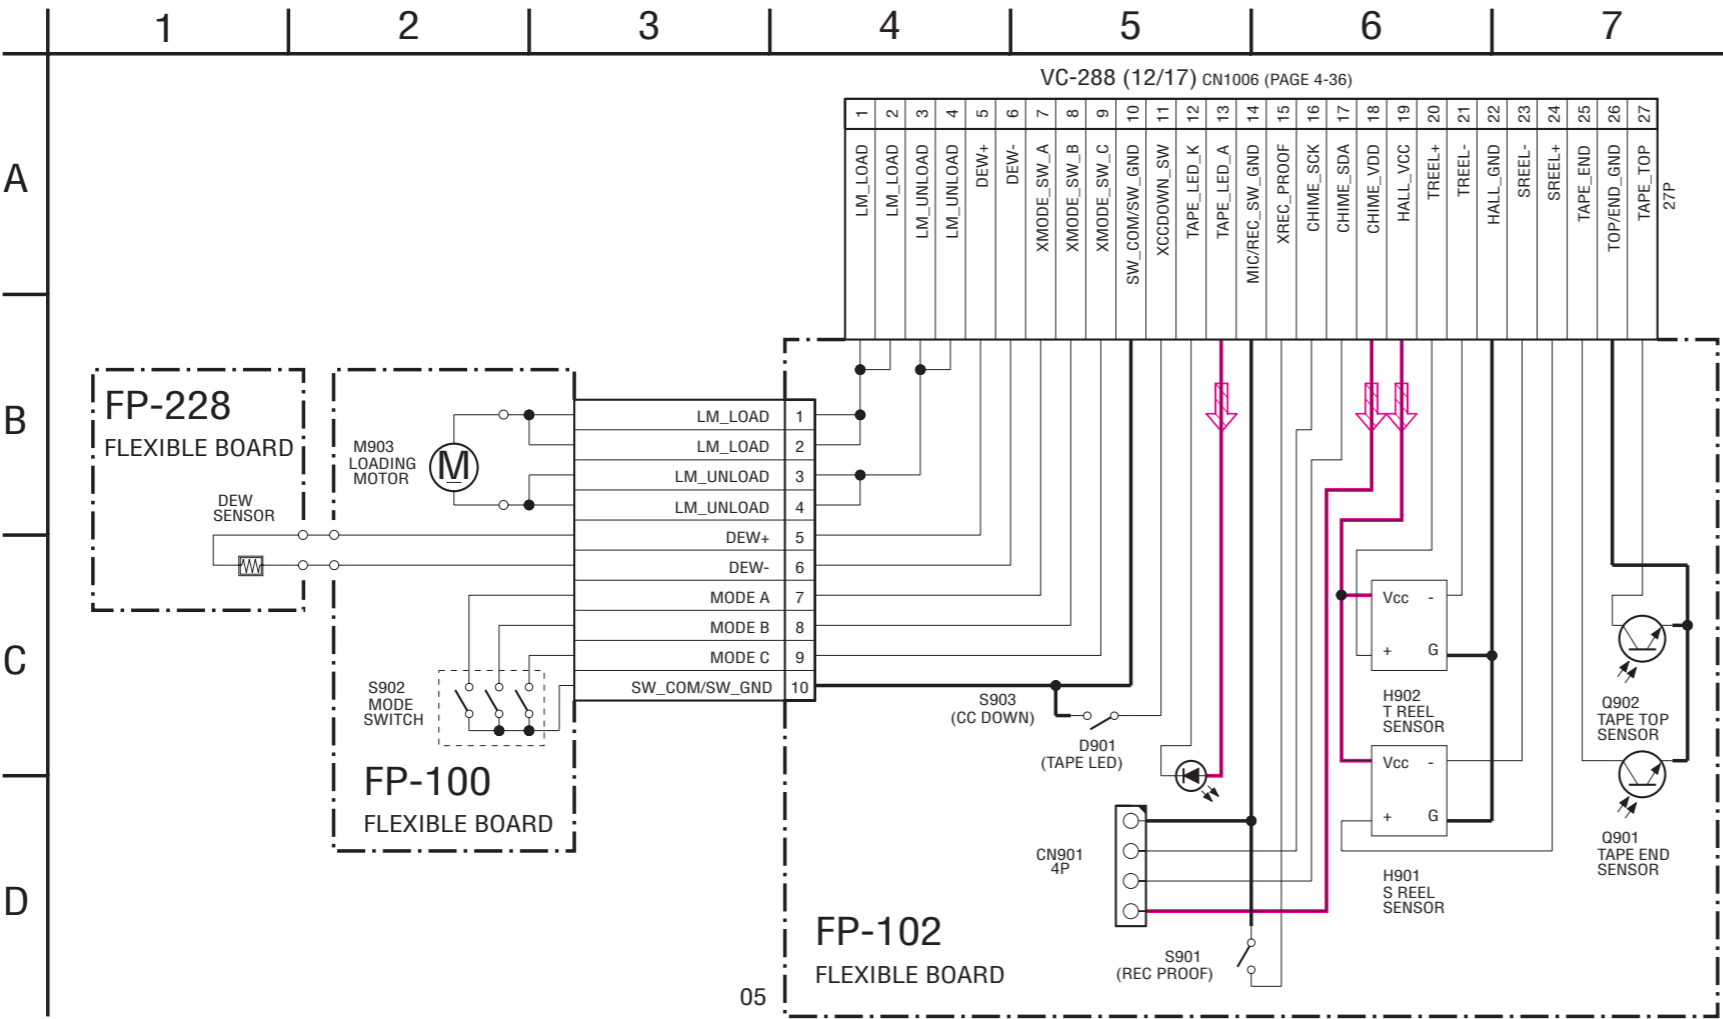 1 2 3 4 5 6 7
VC-288 (12/17) CN1006 (PAGE 4-36)
1 2 3 4 5 6 7 8 9 10 11 12 13 14 15 16 17 18 19 20 21 22 23 24 25 26 27
LM_LOAD
LM_LOAD
LM_UNLOAD
LM_UNLOAD
DEW+
DEW-
XMODE_SW_A
XMODE_SW_B
XMODE_SW_C
SW_COM/SW_GND
XCCDOWN_SW
TAPE_LED_K
TAPE_LED_A
MIC/REC_SW_GND
XREC_PROOF
CHIME_SCK
CHIME_SDA
CHIME_VDD
HALL_VCC
TREEL+
TREEL-
HALL_GND
SREEL-
SREEL+
TAPE_END
TOP/END_GND
TAPE_TOP
27P
A
B
C
D
FP-228
FLEXIBLE BOARD
DEW
SENSOR
M903
LOADING
MOTOR
M
LM_LOAD 1
LM_LOAD 2
LM_UNLOAD 3
LM_UNLOAD 4
DEW+ 5
DEW- 6
MODE A 7
MODE B 8
MODE C 9
SW_COM/SW_GND 10
S902
MODE
SWITCH
FP-100
FLEXIBLE BOARD
S903
(CC DOWN)
D901
(TAPE LED)
Vcc -
+ G
H902
T REEL
SENSOR
Vcc -
+ G
H901
S REEL
SENSOR
Q902
TAPE TOP
SENSOR
Q901
TAPE END
SENSOR
CN901
4P
S901
(REC PROOF)
FP-102
FLEXIBLE BOARD
05